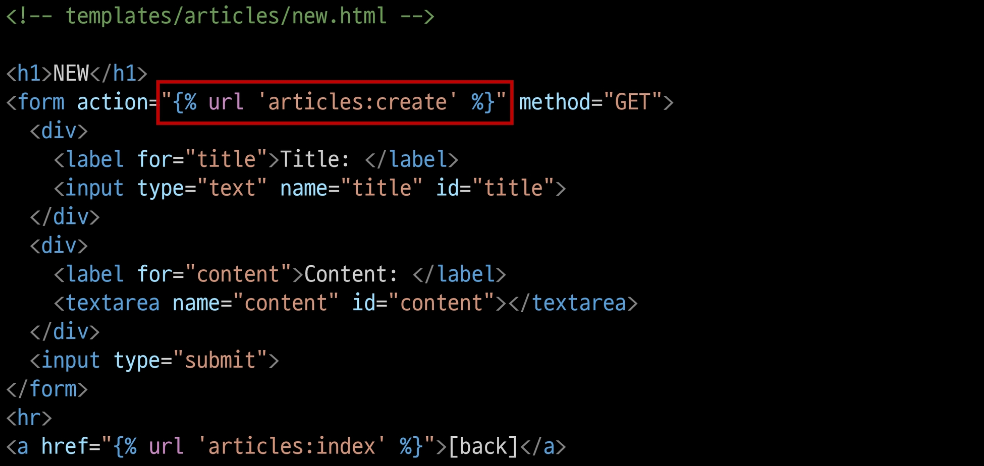 <!-- templates/articles/new.html -->
<h1>NEW</h1>
<form action="{% url 'articles:create' %}" method="GET">
<div>
<label for="title">Title: </label>
<input type="text" name="title" id="title">
</div>
<div>
<label for="content">Content: </label>
<textarea name="content" id="content"></textarea>
</div>
<input type="submit">
</form>
<hr>
<a href="{% url 'articles:index' %}">[back]</a>